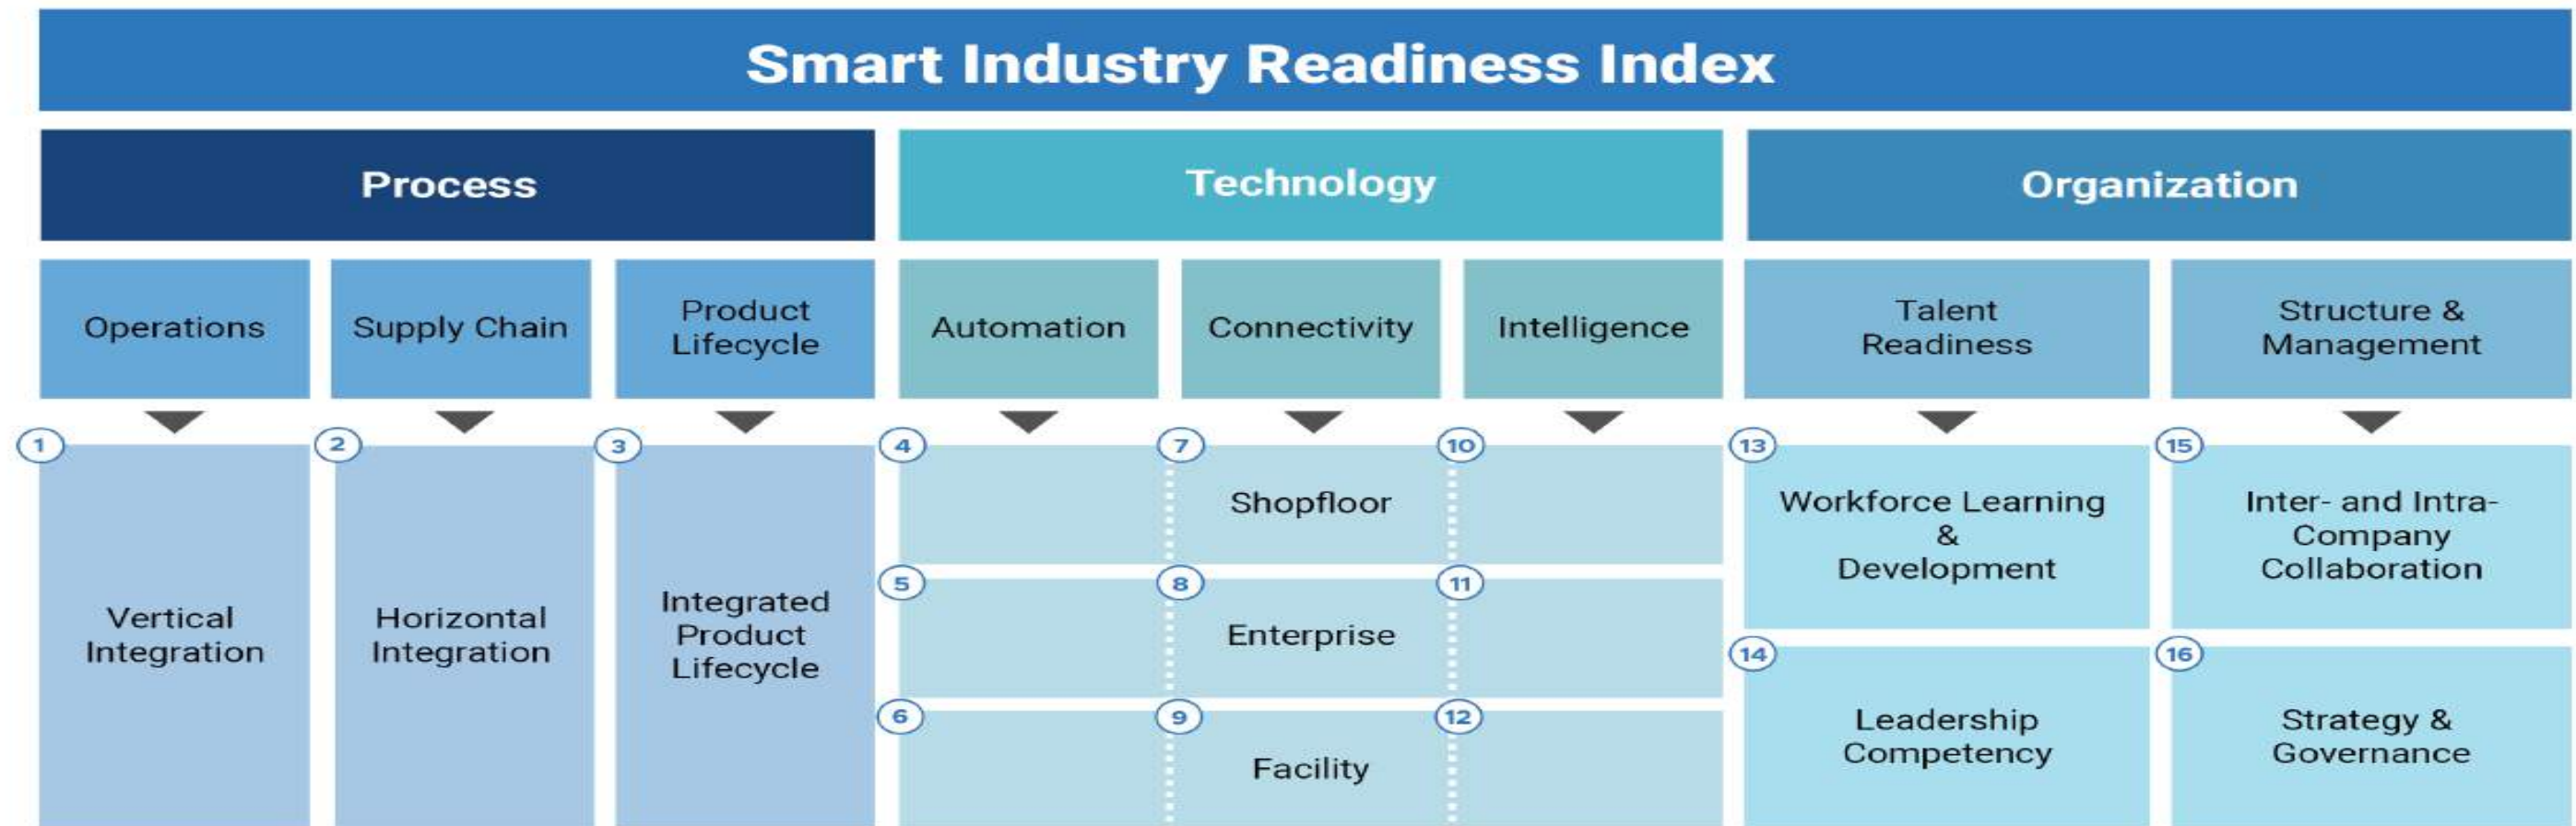 Smart Industry Readiness Index
Process
Technology
Organization
Operations
Supply Chain
Product
Lifecycle
Automation
Connectivity
Intelligence
Talent
Readiness
Structure &
Management
1
Vertical
Integration
2
Horizontal
Integration
3
Integrated
Product
Lifecycle
4
7
10
Shopfloor
5
8
11
Enterprise
6
9
12
Facility
13
Workforce Learning
&
Development
14
Leadership
Competency
15
Inter- and Intra-
Company
Collaboration
16
Strategy &
Governance